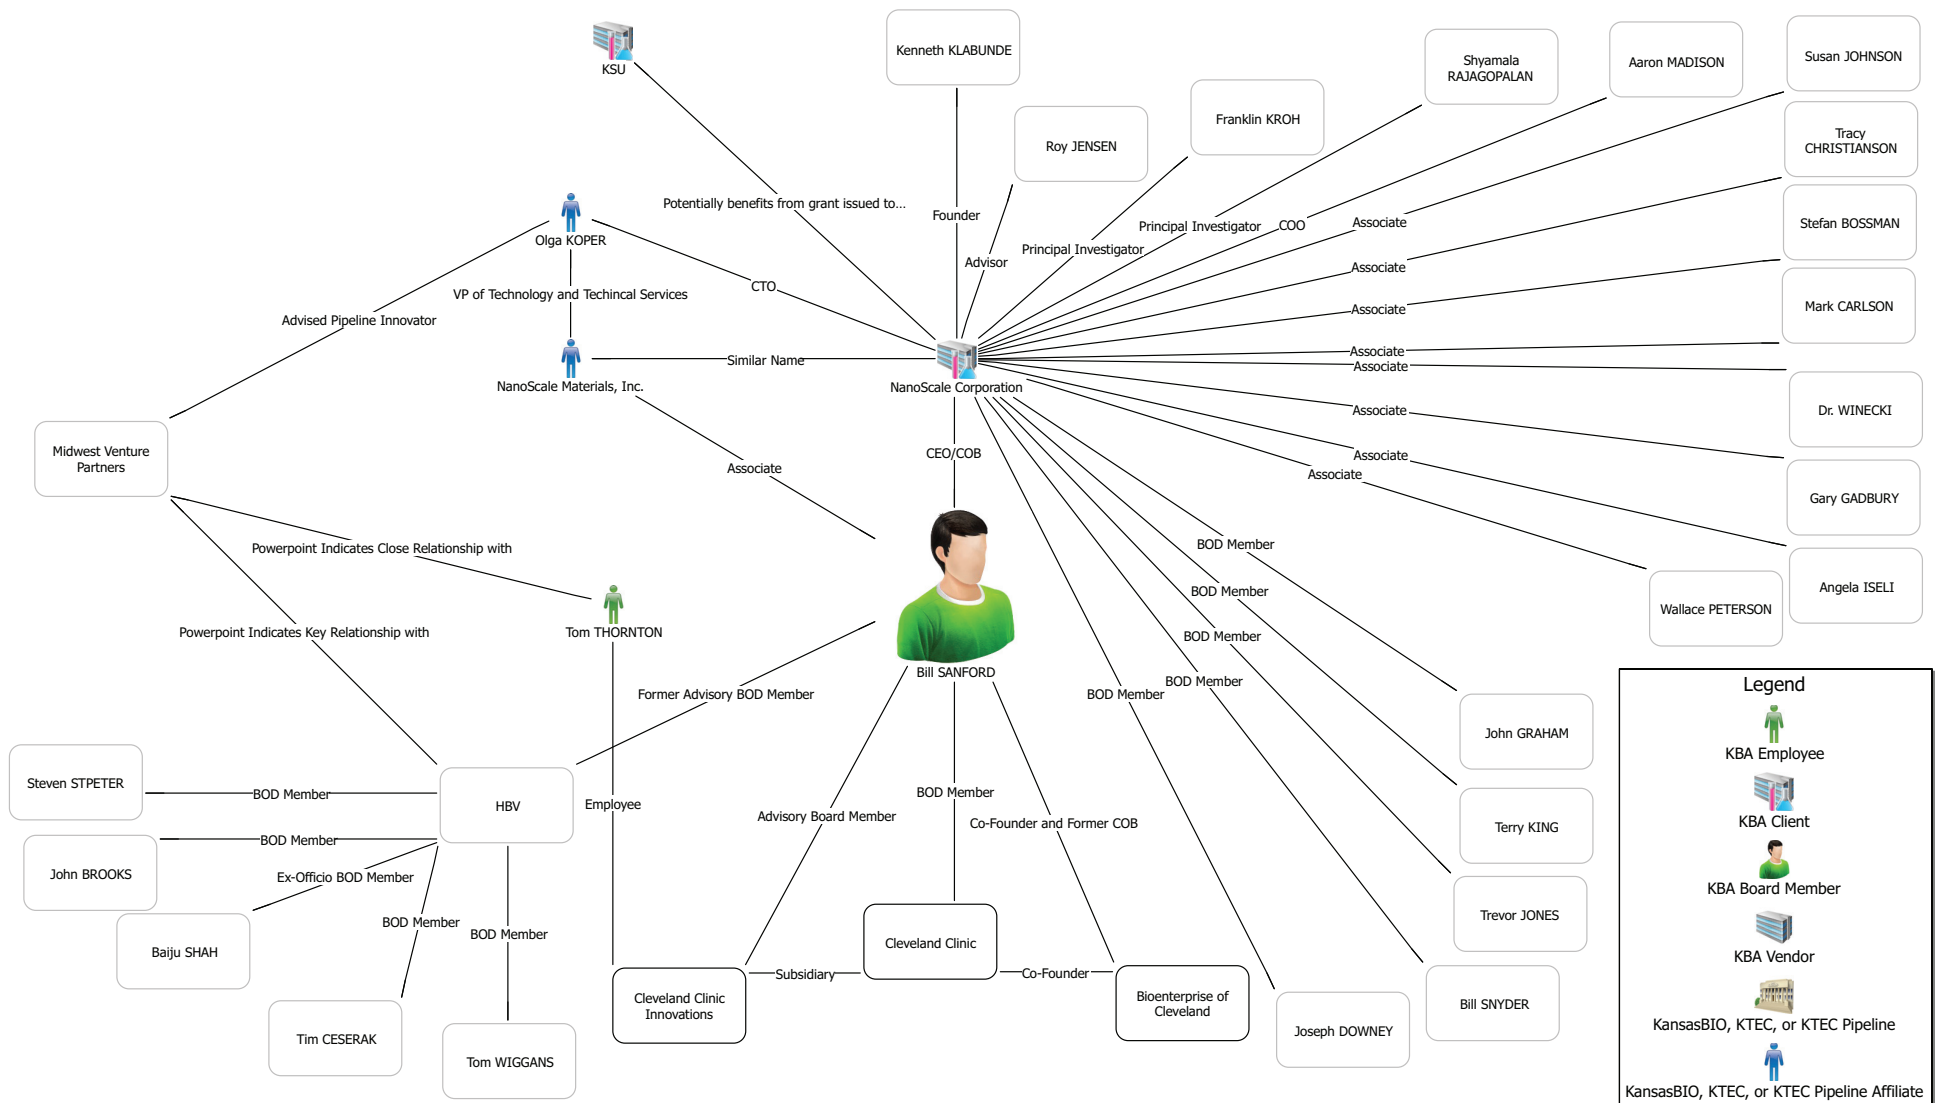 KSU
Kenneth KLABUNDE
Roy JENSEN
Franklin KROH
Shyamala
RAJAGOPALAN
Aaron MADISON
Susan JOHNSON
Tracy
CHRISTIANSON
Stefan BOSSMAN
Mark CARLSON
Dr. WINECKI
Gary GADBURY
Angela ISELI
Wallace PETERSON
Potentially benefits from grant issued to...
Founder
Advisor
Principal Investigator
Principal Investigator
COO
Associate
Associate
Associate
Associate
Associate
Associate
Associate
Associate
Olga KOPER
VP of Technology and Techincal Services
CTO
Advised Pipeline Innovator
NanoScale Materials, Inc.
Similar Name
NanoScale Corporation
Midwest Venture
Partners
Associate
CEO/COB
Powerpoint Indicates Close Relationship with
Tom THORNTON
Powerpoint Indicates Key Relationship with
Bill SANFORD
Former Advisory BOD Member
BOD Member
BOD Member
BOD Member
BOD Member
BOD Member
John GRAHAM
Terry KING
Trevor JONES
Bill SNYDER
Joseph DOWNEY
Steven STPETER
BOD Member
HBV
Employee
Advisory Board Member
BOD Member
Co-Founder and Former COB
John BROOKS
BOD Member
Ex-Officio BOD Member
Baiju SHAH
BOD Member
BOD Member
Tim CESERAK
Tom WIGGANS
Cleveland Clinic
Innovations
Subsidiary
Cleveland Clinic
Co-Founder
Bioenterprise of
Cleveland
Legend
KBA Employee
KBA Client
KBA Board Member
KBA Vendor
KansasBIO, KTEC, or KTEC Pipeline
KansasBIO, KTEC, or KTEC Pipeline Affiliate